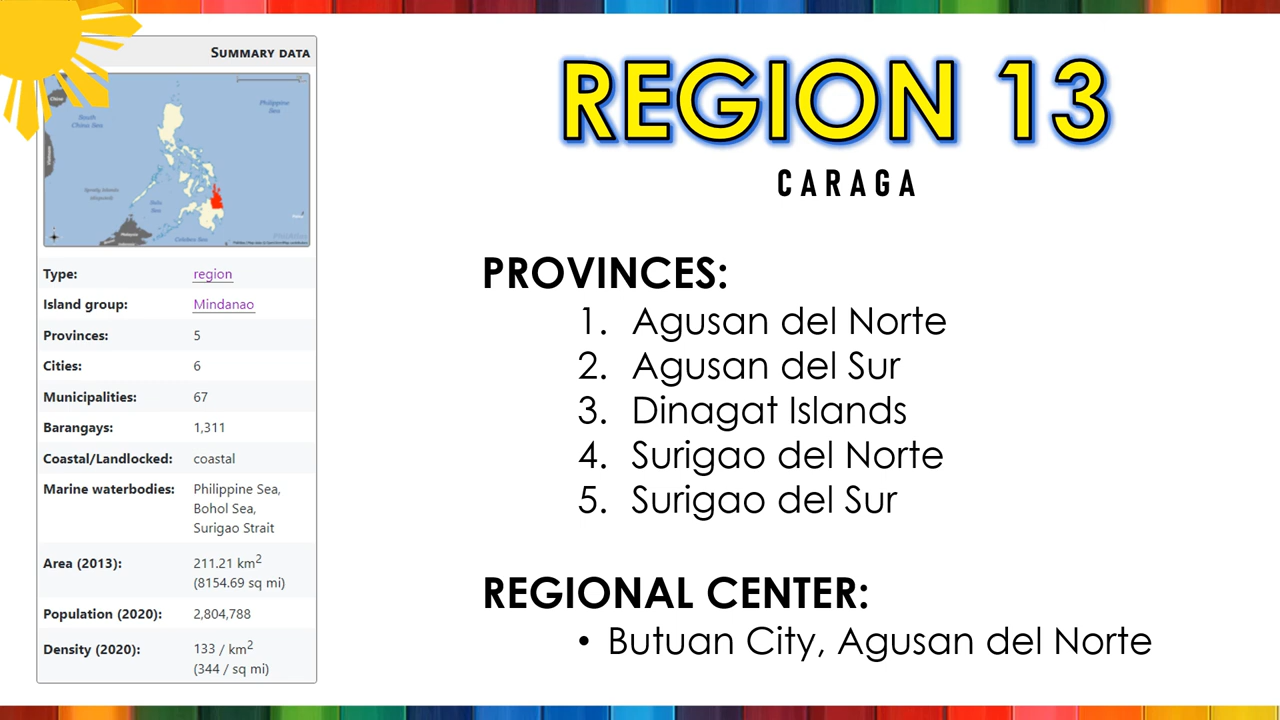 SUMMARY DATA
China
South
China Sea
Philippine
Sea
Sulu
Sea
Malaysia
Celebes Sea
Type: region
Island group: Mindanao
Provinces: 5
Cities: 6
Municipalities: 67
Barangays: 1,311
Coastal/Landlocked: coastal
Marine waterbodies: Philippine Sea,
Bohol Sea,
Surigao Strait
Area (2013): 211.21 km2
(8154.69 sq mi)
Population (2020): 2,804,788
Density (2020): 133 / km2
(344 / sq mi)
REGION 13
CARAGA
PROVINCES:
1. Agusan del Norte
2. Agusan del Sur
3. Dinagat Islands
4. Surigao del Norte
5. Surigao del Sur
REGIONAL CENTER:
• Butuan City, Agusan del Norte